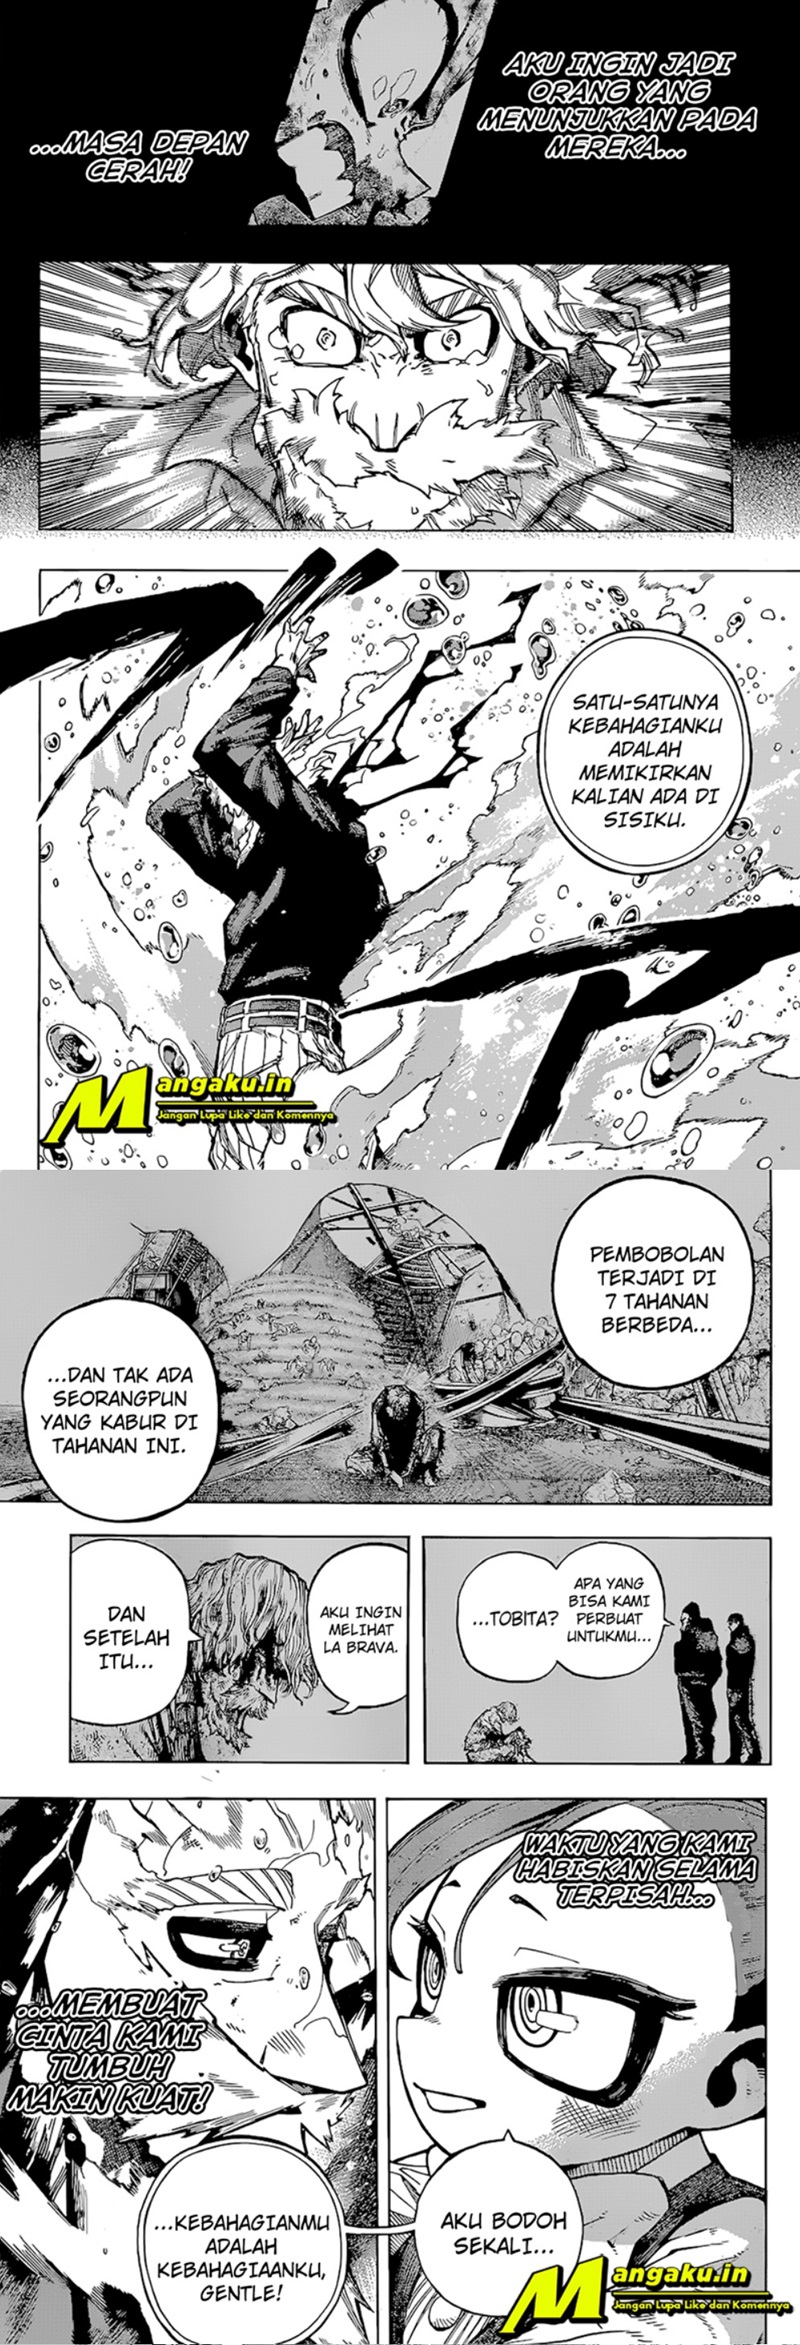 AKU INGIN JADI
ORANG YANG
MENUNJUKKAN PADA
MEREKA...
...MASA DEPAN
CERAH!
SATU-SATUNYA
KEBAHAGIANKU
ADALAH
MEMIKIRKAN
KALIAN ADA DI
SISIKU.
Mangaku.in
Jangan Lupa Like dan Komennya
PEMBOBOLAN
TERJADI DI
7 TAHANAN
BERBEDA...
...DAN TAK ADA
SEORANGPUN
YANG KABUR DI
TAHANAN INI.
APA YANG
BISA KAMI
PERBUAT
UNTUKMU...
...TOBITA?
AKU INGIN
MELIHAT
LA BRAVA.
DAN
SETELAH
ITU...
WAKTU YANG KAMI
HABISKAN SELAMA
TERPISAH...
...MEMBUAT
CINTA KAMI
TUMBUH
MAKIN KUAT!
AKU BODOH
SEKALI...
...KEBAHAGIANMU
ADALAH
KEBAHAGIAANKU,
GENTLE!
Mangaku.in
Jangan Lupa Like dan Komennya